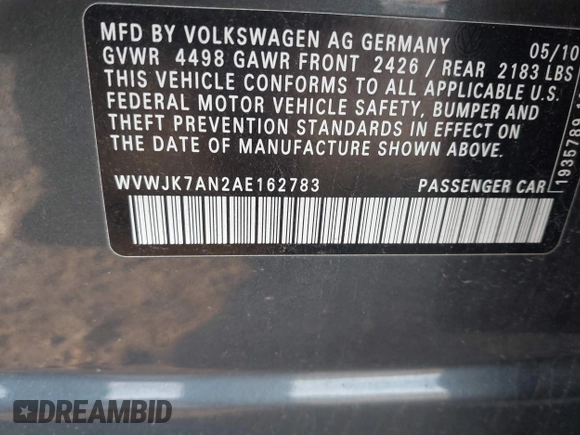 MFD BY VOLKSWAGEN AG GERMANY 05/10
GVWR 4498 GAWR FRONT 2426 / REAR 2183 LBS
THIS VEHICLE CONFORMS TO ALL APPLICABLE U.S.
FEDERAL MOTOR VEHICLE SAFETY, BUMPER AND
THEFT PREVENTION STANDARDS IN EFFECT ON
THE DATE OF MANUFACTURE SHOWN ABOVE.
WVWJK7AN2AE162783 PASSENGER CAR
1935789
DREAMBID